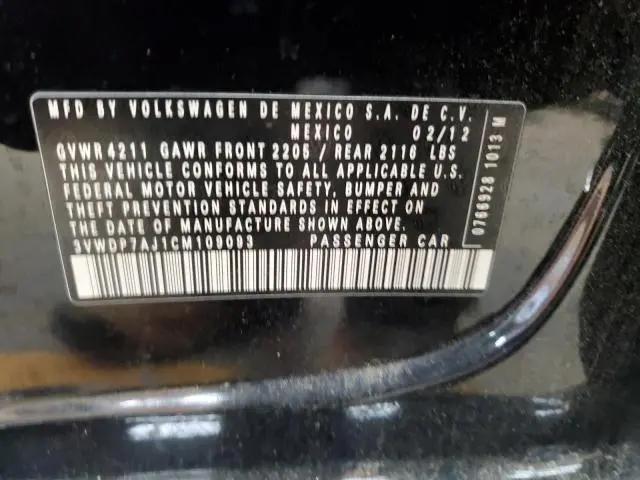 MFD BY VOLKSWAGEN DE MEXICO S.A. DE C.V.
MEXICO 02/12
GVWR 4211 GAWR FRONT 2205 / REAR 2116 LBS
THIS VEHICLE CONFORMS TO ALL APPLICABLE U.S.
FEDERAL MOTOR VEHICLE SAFETY, BUMPER AND
THEFT PREVENTION STANDARDS IN EFFECT ON
THE DATE OF MANUFACTURE SHOWN ABOVE.
3VWDP7AJ1CM109093 PASSENGER CAR
0766928 1013 M